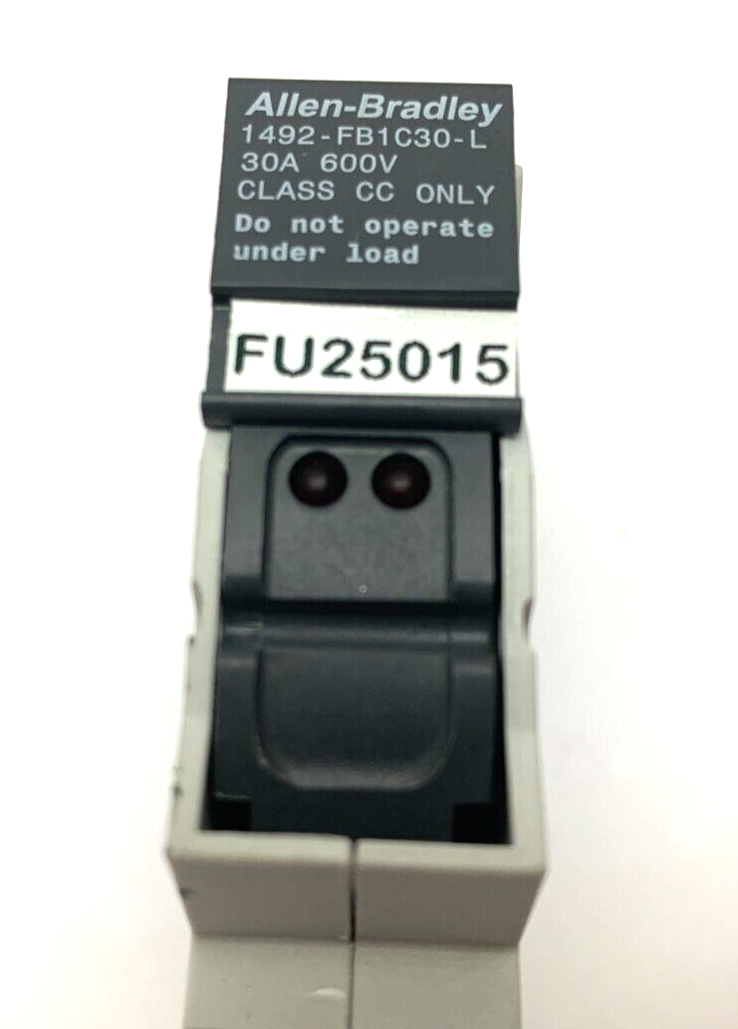 Allen-Bradley
1492-FB1C30-L
30A 600V
CLASS CC ONLY
Do not operate
under load
FU25015